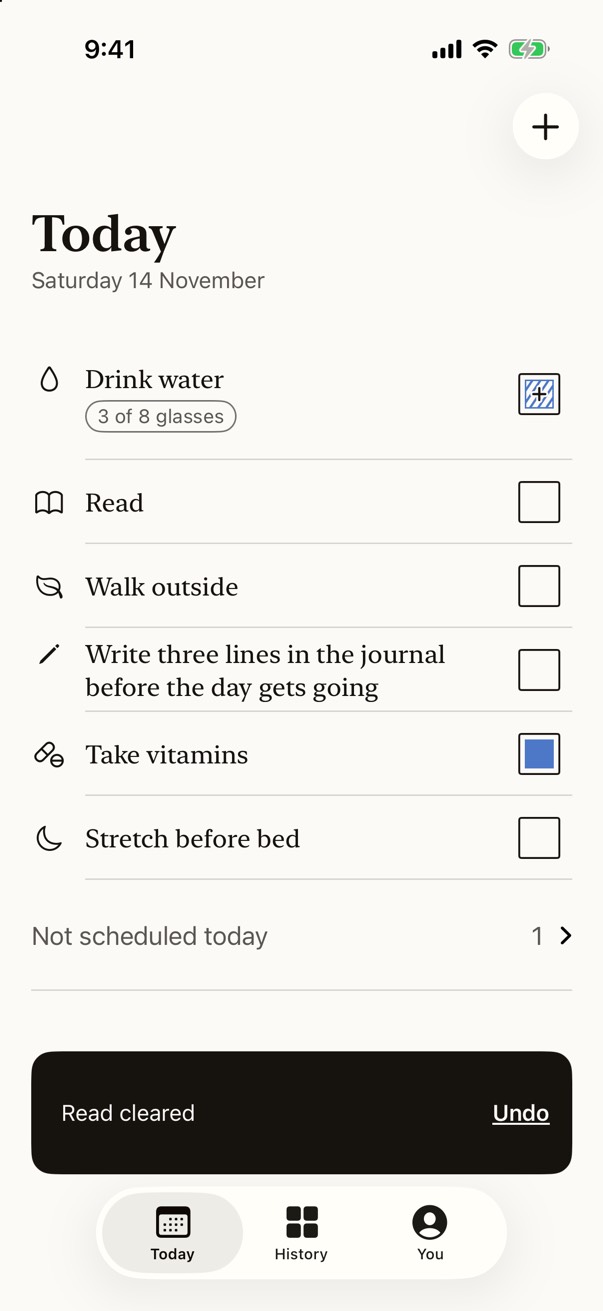 9:41
Today
Saturday 14 November
Drink water
3 of 8 glasses
Read
Walk outside
Write three lines in the journal
before the day gets going
Take vitamins
Stretch before bed
Not scheduled today 1
Read cleared Undo
Today History You